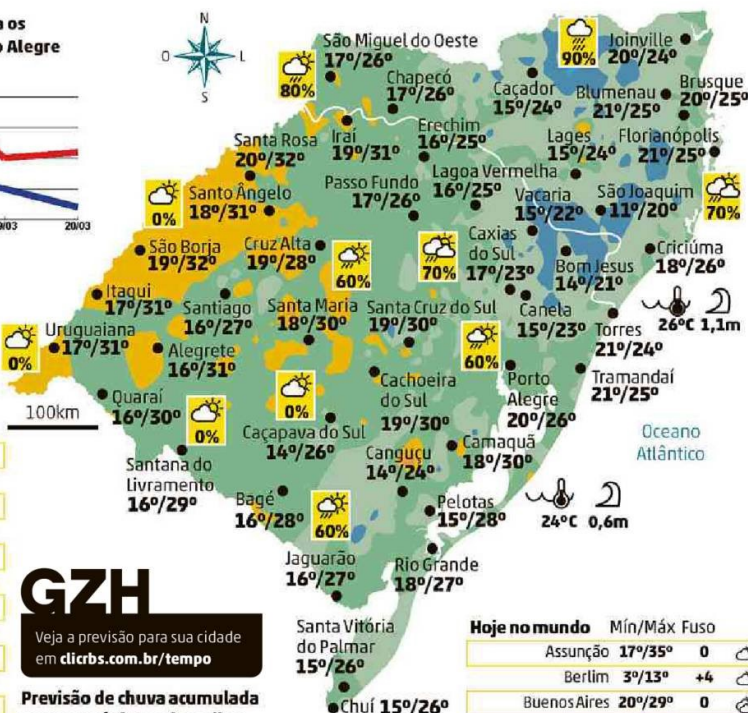 os
o Alegre
9/03
20/03
N
O
L
S
80%
90%
São Miguel do Oeste
17º/26º
Chapecó
17º/26º
Caçador
15º/24º
Joinville
20º/24º
Blumenau
21º/25º
Brusque
20º/25º
Iraí
19º/31º
Erechim
16º/25º
Lages
15º/24º
Florianópolis
21º/25º
Santa Rosa
20º/32º
Lagoa Vermelha
16º/25º
Passo Fundo
17º/26º
Vacaria
15º/22º
São Joaquim
11º/20º
70%
0%
Santo Ângelo
18º/31º
São Borja
19º/32º
Cruz Alta
19º/28º
60%
70%
Caxias
do Sul
17º/23º
Bom Jesus
14º/21º
Criciúma
18º/26º
Itaqui
17º/31º
Santiago
16º/27º
Santa Maria
18º/30º
Santa Cruz do Sul
19º/30º
Canela
15º/23º
Torres
21º/24º
26ºC 1,1m
0%
Uruguaiana
17º/31º
Alegrete
16º/31º
60%
Porto
Alegre
20º/26º
Tramandaí
21º/25º
Quaraí
16º/30º
100km
0%
0%
Cachoeira
do Sul
19º/30º
Caçapava do Sul
14º/26º
Camaquã
18º/30º
Oceano
Atlântico
Santana do
Livramento
16º/29º
Canguçu
14º/24º
Bagé
16º/28º
60%
Pelotas
15º/28º
24ºC 0,6m
Jaguarão
16º/27º
Rio Grande
18º/27º
GZH
Veja a previsão para sua cidade
em clicrbs.com.br/tempo
Santa Vitória
do Palmar
15º/26º
Chuí 15º/26º
Previsão de chuva acumulada
Hoje no mundo Mín/Máx Fuso
Assunção 17º/35º 0
Berlim 3º/13º +4
Buenos Aires 20º/29º 0